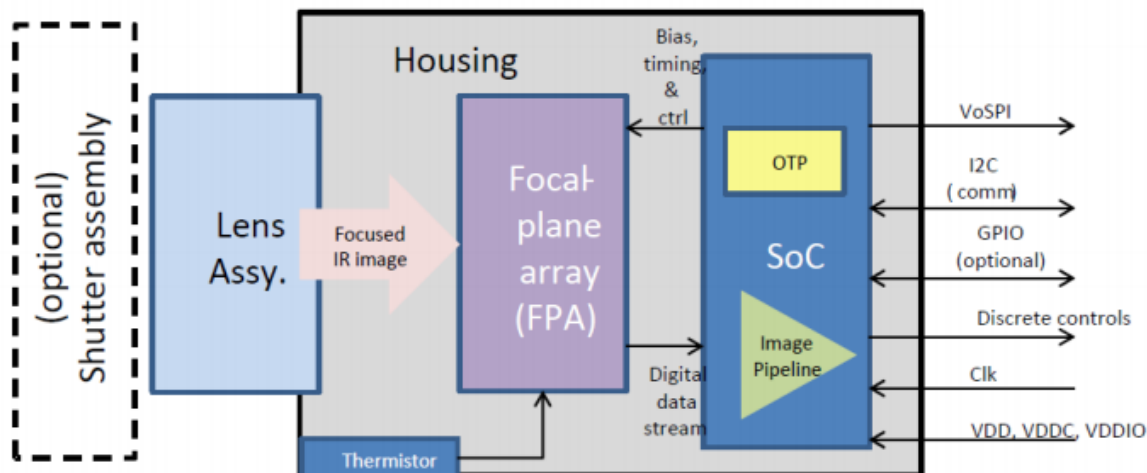 (optional)
Shutter assembly
Lens
Assy.
Housing
Focused
IR image
Focal-
plane
array
(FPA)
Thermistor
Bias,
timing,
&
ctrl
Digital
data
stream
OTP
SoC
Image
Pipeline
VoSPI
I2C
( comm)
GPIO
(optional)
Discrete controls
Clk
VDD, VDDC, VDDIO